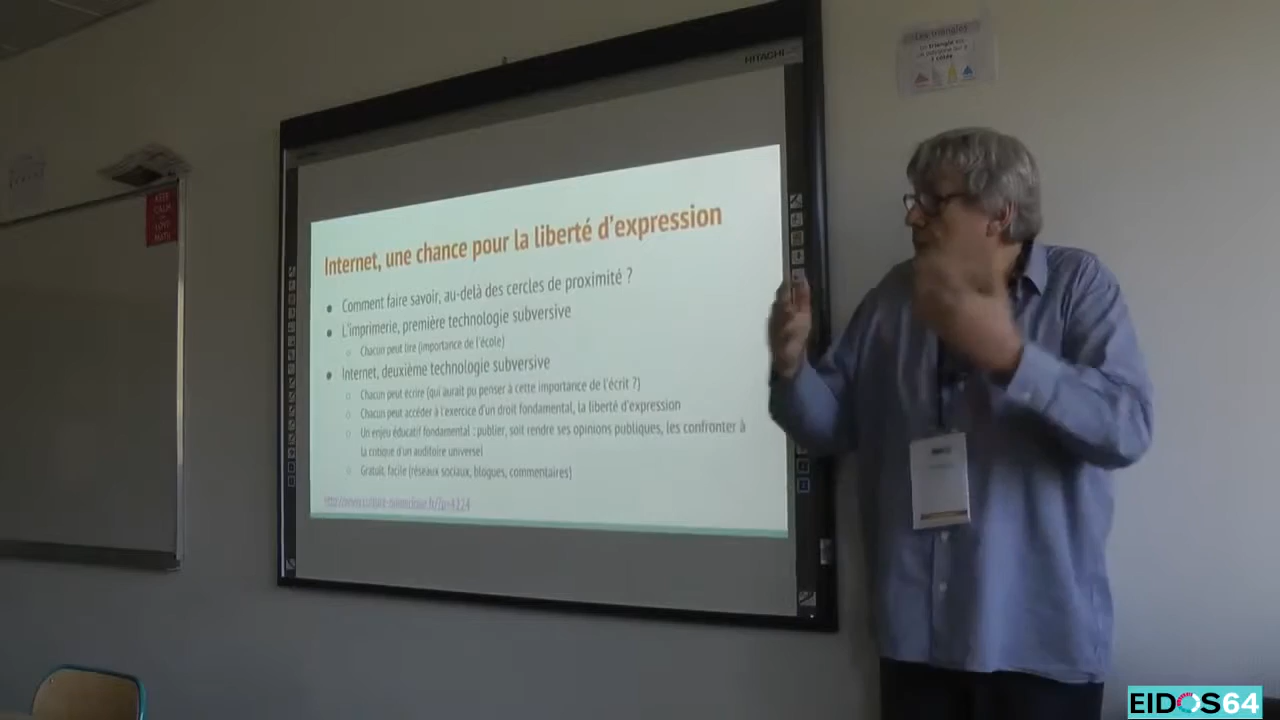 Les triangles
HITACHI
KEEP
CALM
Internet, une chance pour la liberté d'expression
Comment faire savoir, au-delà des cercles de proximité ?
L'imprimerie, première technologie subversive
Chacun peut lire (importance de l'école)
Internet, deuxième technologie subversive
Chacun peut écrire (qui aurait pu penser à cette importance de l'écrit ?)
Chacun peut accéder à l'exercice d'un droit fondamental, la liberté d'expression
Un enjeu éducatif fondamental : publier, soit rendre ses opinions publiques, les confronter à
la critique d'un auditoire universel
Gratuit, facile (réseaux sociaux, blogues, commentaires)
EIDOS64